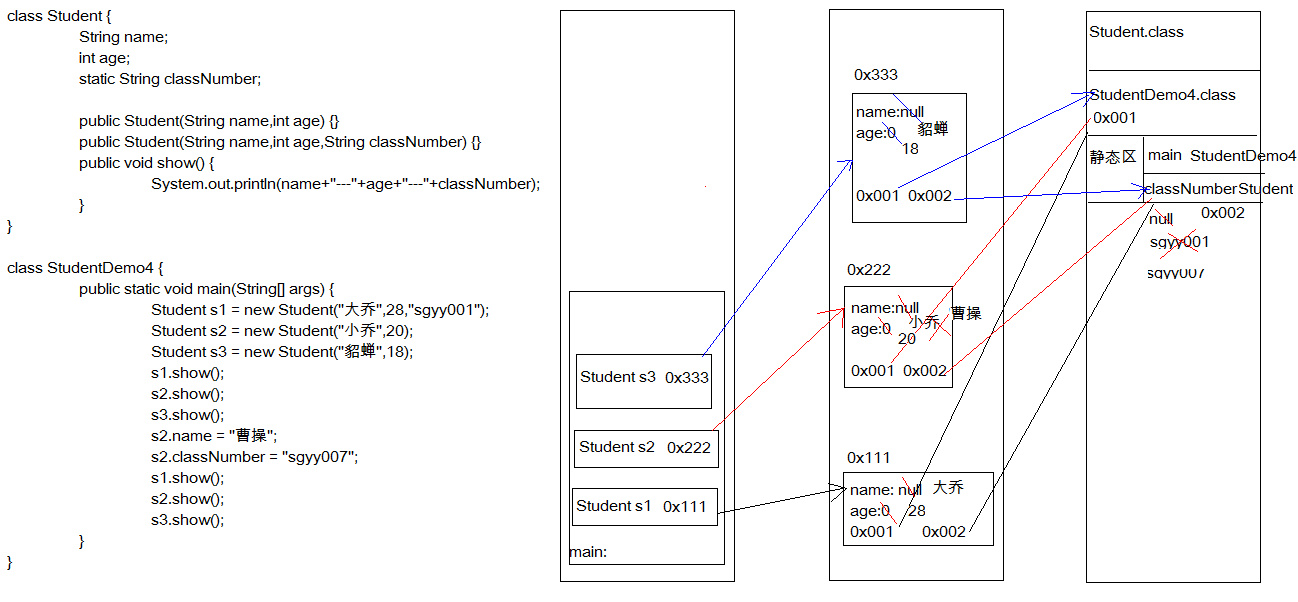 class Student {
String name;
int age;
static String classNumber;
public Student(String name,int age) {}
public Student(String name,int age,String classNumber) {}
public void show() {
System.out.println(name+"---"+age+"---"+classNumber);
}
}
class StudentDemo4 {
public static void main(String[] args) {
Student s1 = new Student("大乔",28,"sgyy001");
Student s2 = new Student("小乔",20);
Student s3 = new Student("貂蝉",18);
s1.show();
s2.show();
s3.show();
s2.name = "曹操";
s2.classNumber = "sgyy007";
s1.show();
s2.show();
s3.show();
}
}
Student s3 0x333
Student s2 0x222
Student s1 0x111
main:
0x333
name:null
貂蝉
age:0
18
0x001 0x002
0x222
name:null
小乔 曹操
age:0
20
0x001 0x002
0x111
name: null 大乔
age:0 28
0x001 0x002
Student.class
StudentDemo4.class
0x001
静态区
main StudentDemo4
classNumberStudent
null 0x002
sgyy001
sgyy007